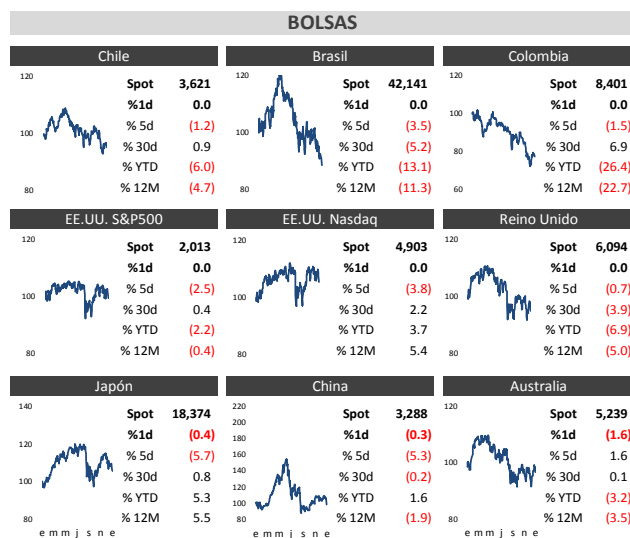 BOLSAS
Chile
120
100
80
Spot 3,621
%1d 0.0
% 5d (1.2)
% 30d 0.9
% YTD (6.0)
% 12M (4.7)
Brasil
120
100
80
Spot 42,141
%1d 0.0
% 5d (3.5)
% 30d (5.2)
% YTD (13.1)
% 12M (11.3)
Colombia
120
100
80
60
Spot 8,401
%1d 0.0
% 5d (1.5)
% 30d 6.9
% YTD (26.4)
% 12M (22.7)
EE.UU. S&P500
120
100
80
Spot 2,013
%1d 0.0
% 5d (2.5)
% 30d 0.4
% YTD (2.2)
% 12M (0.4)
EE.UU. Nasdaq
120
100
80
Spot 4,903
%1d 0.0
% 5d (3.8)
% 30d 2.2
% YTD 3.7
% 12M 5.4
Reino Unido
120
100
80
Spot 6,094
%1d 0.0
% 5d (0.7)
% 30d (3.9)
% YTD (6.9)
% 12M (5.0)
Japón
140
120
100
80
Spot 18,374
%1d (0.4)
% 5d (5.7)
% 30d 0.8
% YTD 5.3
% 12M 5.5
e m m j s n e
China
220
200
180
160
140
120
100
80
Spot 3,288
%1d (0.3)
% 5d (5.3)
% 30d (0.2)
% YTD 1.6
% 12M (1.9)
e m m j s n e
Australia
120
100
80
Spot 5,239
%1d (1.6)
% 5d 1.6
% 30d 0.1
% YTD (3.2)
% 12M (3.5)
e m m j s n e